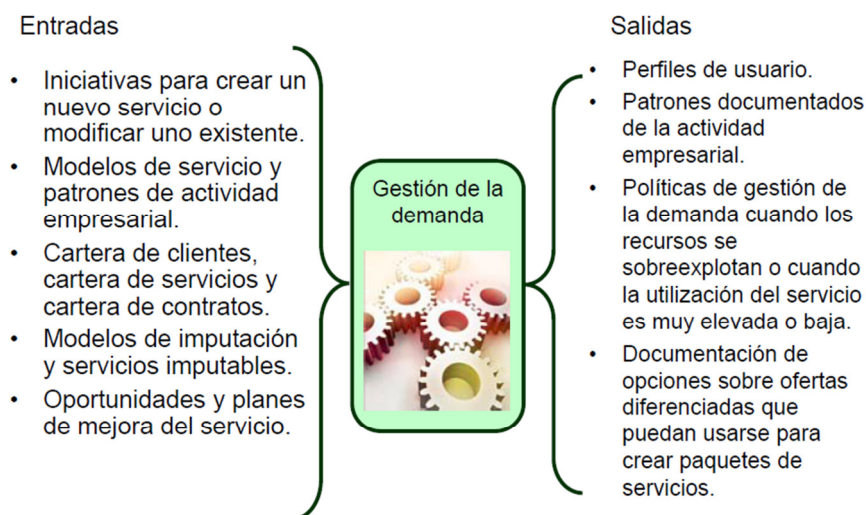 Entradas
• Iniciativas para crear un
nuevo servicio o
modificar uno existente.
• Modelos de servicio y
patrones de actividad
empresarial.
• Cartera de clientes,
cartera de servicios y
cartera de contratos.
• Modelos de imputación
y servicios imputables.
• Oportunidades y planes
de mejora del servicio.
Gestión de la
demanda
Salidas
• Perfiles de usuario.
• Patrones documentados
de la actividad
empresarial.
• Políticas de gestión de
la demanda cuando los
recursos se
sobreexplotan o cuando
la utilización del servicio
es muy elevada o baja.
• Documentación de
opciones sobre ofertas
diferenciadas que
puedan usarse para
crear paquetes de
servicios.